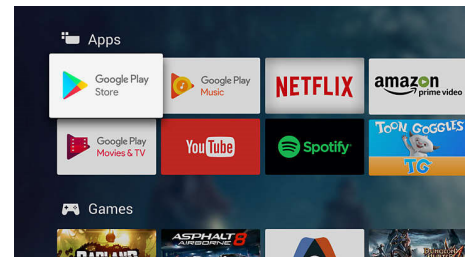 Apps
Google Play
Store
Google Play
Music
NETFLIX
amazon
prime video
Google Play
Movies & TV
YouTube
Spotify
TOON GOGGLES
TG
Games
BADLAND
ASPHALT 8
AIRBORNE